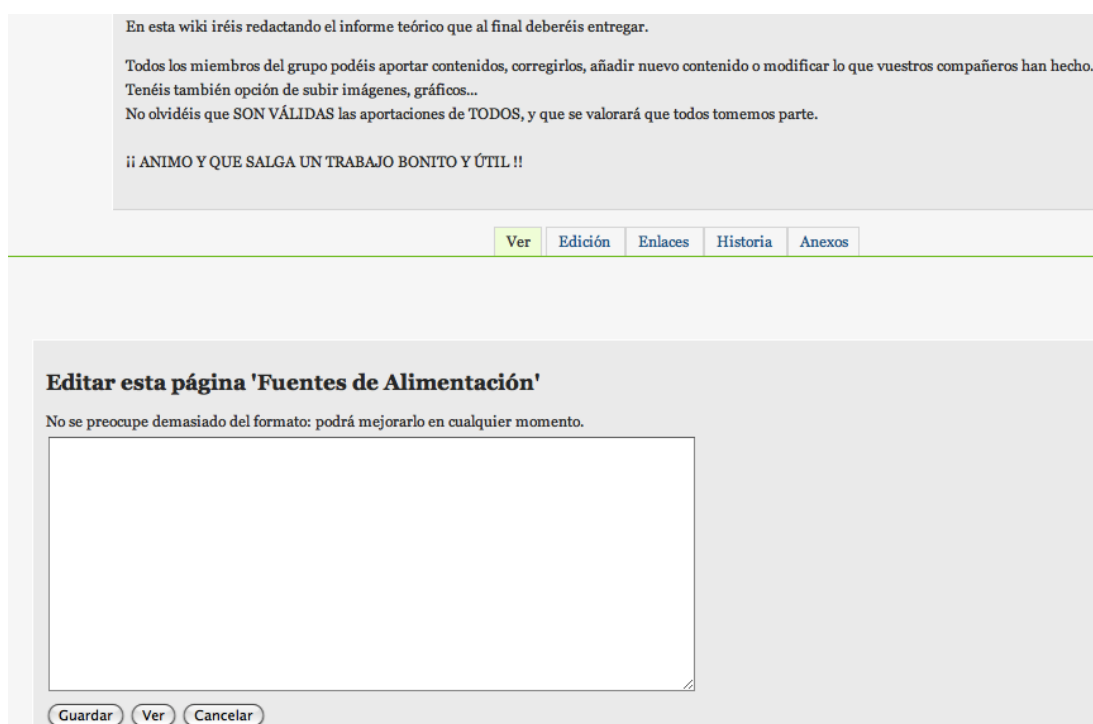 En esta wiki iréis redactando el informe teórico que al final deberéis entregar.
Todos los miembros del grupo podéis aportar contenidos, corregirlos, añadir nuevo contenido o modificar lo que vuestros compañeros han hecho.
Tenéis también opción de subir imágenes, gráficos...
No olvidéis que SON VÁLIDAS las aportaciones de TODOS, y que se valorará que todos tomemos parte.
¡¡ ANIMO Y QUE SALGA UN TRABAJO BONITO Y ÚTIL !!
Ver Edición Enlaces Historia Anexos
Editar esta página 'Fuentes de Alimentación'
No se preocupe demasiado del formato: podrá mejorarlo en cualquier momento.
Guardar Ver Cancelar